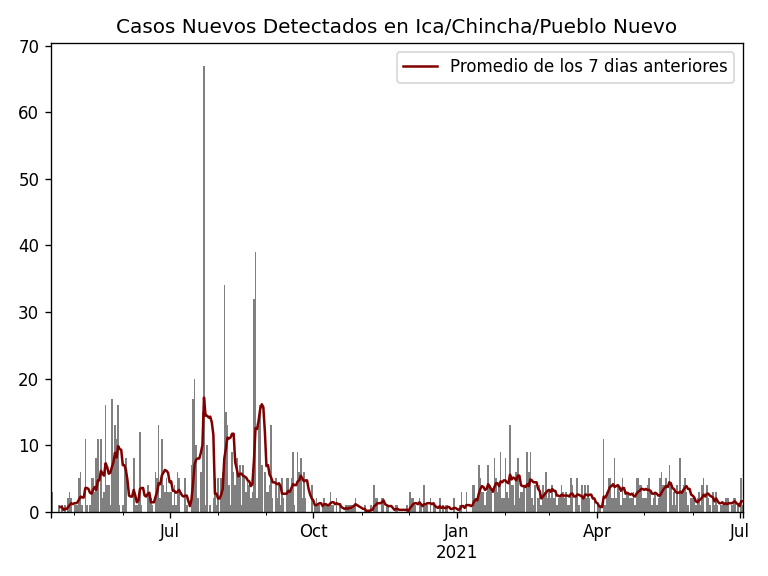 Casos Nuevos Detectados en Ica/Chincha/Pueblo Nuevo
Promedio de los 7 dias anteriores
70
60
50
40
30
20
10
0
Jul
Oct
Jan
2021
Apr
Jul